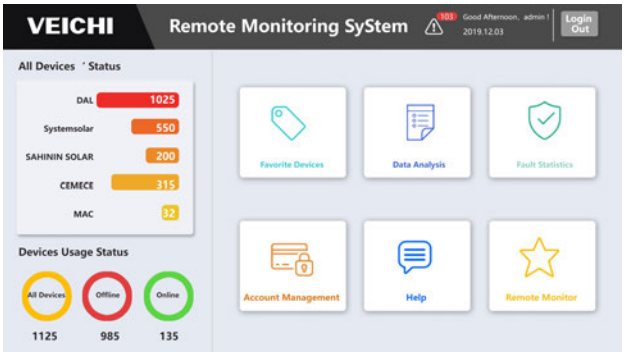 VEICHI
Remote Monitoring SyStem
103
Good Afternoon, admin !
2019.12.03
Login
Out
All Devices ' Status
DAL 1025
Systemsolar 550
SAHININ SOLAR 200
CEMECE 315
MAC 32
Devices Usage Status
All Devices Offline Online
1125 985 135
Favorite Devices Data Analysis Fault Statistics
Account Management Help Remote Monitor